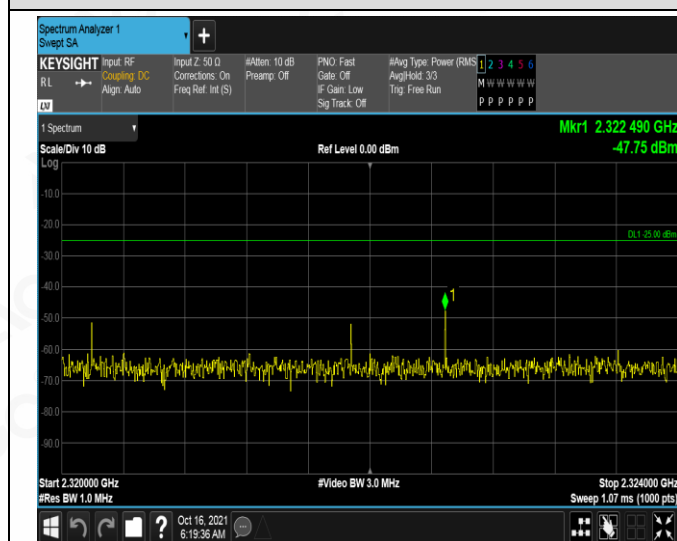 Spectrum Analyzer 1
Swept SA
+
KEYSIGHT
RL
LXI
Input: RF
Coupling: DC
Align: Auto
Input Z: 50 Ω
Corrections: On
Freq Ref: Int (S)
#Atten: 10 dB
Preamp: Off
PNO: Fast
Gate: Off
IF Gain: Low
Sig Track: Off
#Avg Type: Power (RMS
Avg|Hold: 3/3
Trig: Free Run
1 2 3 4 5 6
M W W W W W
P P P P P P
1 Spectrum
Mkr1 2.322 490 GHz
Scale/Div 10 dB
Ref Level 0.00 dBm
-47.75 dBm
Log
-10.0
-20.0
DL1 -25.00 dBm
-30.0
-40.0
1
-50.0
-60.0
-70.0
-80.0
-90.0
Start 2.320000 GHz
#Video BW 3.0 MHz
Stop 2.324000 GHz
#Res BW 1.0 MHz
Sweep 1.07 ms (1000 pts)
?
Oct 16, 2021
6:19:36 AM